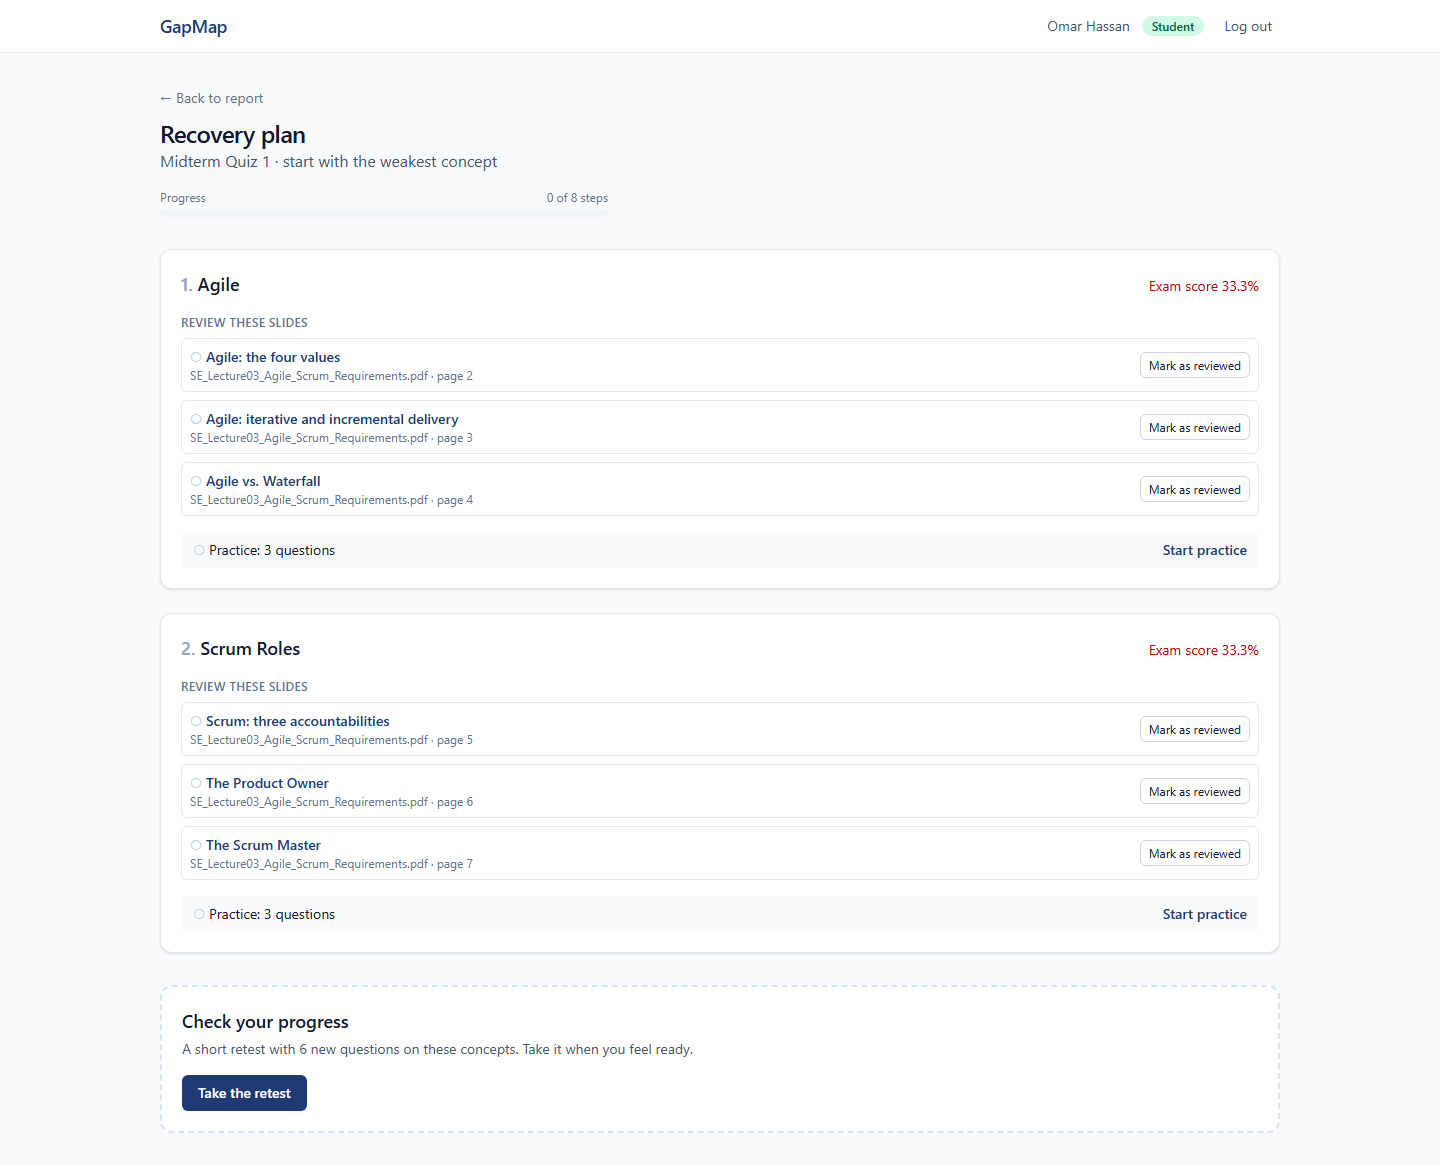 GapMap
Omar Hassan Student Log out
← Back to report
Recovery plan
Midterm Quiz 1 · start with the weakest concept
Progress 0 of 8 steps
1. Agile Exam score 33.3%
REVIEW THESE SLIDES
Agile: the four values
SE_Lecture03_Agile_Scrum_Requirements.pdf · page 2
Mark as reviewed
Agile: iterative and incremental delivery
SE_Lecture03_Agile_Scrum_Requirements.pdf · page 3
Mark as reviewed
Agile vs. Waterfall
SE_Lecture03_Agile_Scrum_Requirements.pdf · page 4
Mark as reviewed
Practice: 3 questions Start practice
2. Scrum Roles Exam score 33.3%
REVIEW THESE SLIDES
Scrum: three accountabilities
SE_Lecture03_Agile_Scrum_Requirements.pdf · page 5
Mark as reviewed
The Product Owner
SE_Lecture03_Agile_Scrum_Requirements.pdf · page 6
Mark as reviewed
The Scrum Master
SE_Lecture03_Agile_Scrum_Requirements.pdf · page 7
Mark as reviewed
Practice: 3 questions Start practice
Check your progress
A short retest with 6 new questions on these concepts. Take it when you feel ready.
Take the retest